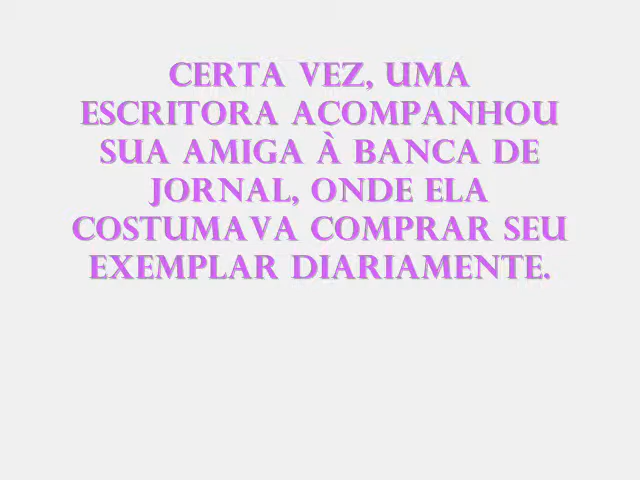 CERTA VEZ, UMA
ESCRITORA ACOMPANHOU
SUA AMIGA À BANCA DE
JORNAL, ONDE ELA
COSTUMAVA COMPRAR SEU
EXEMPLAR DIARIAMENTE.